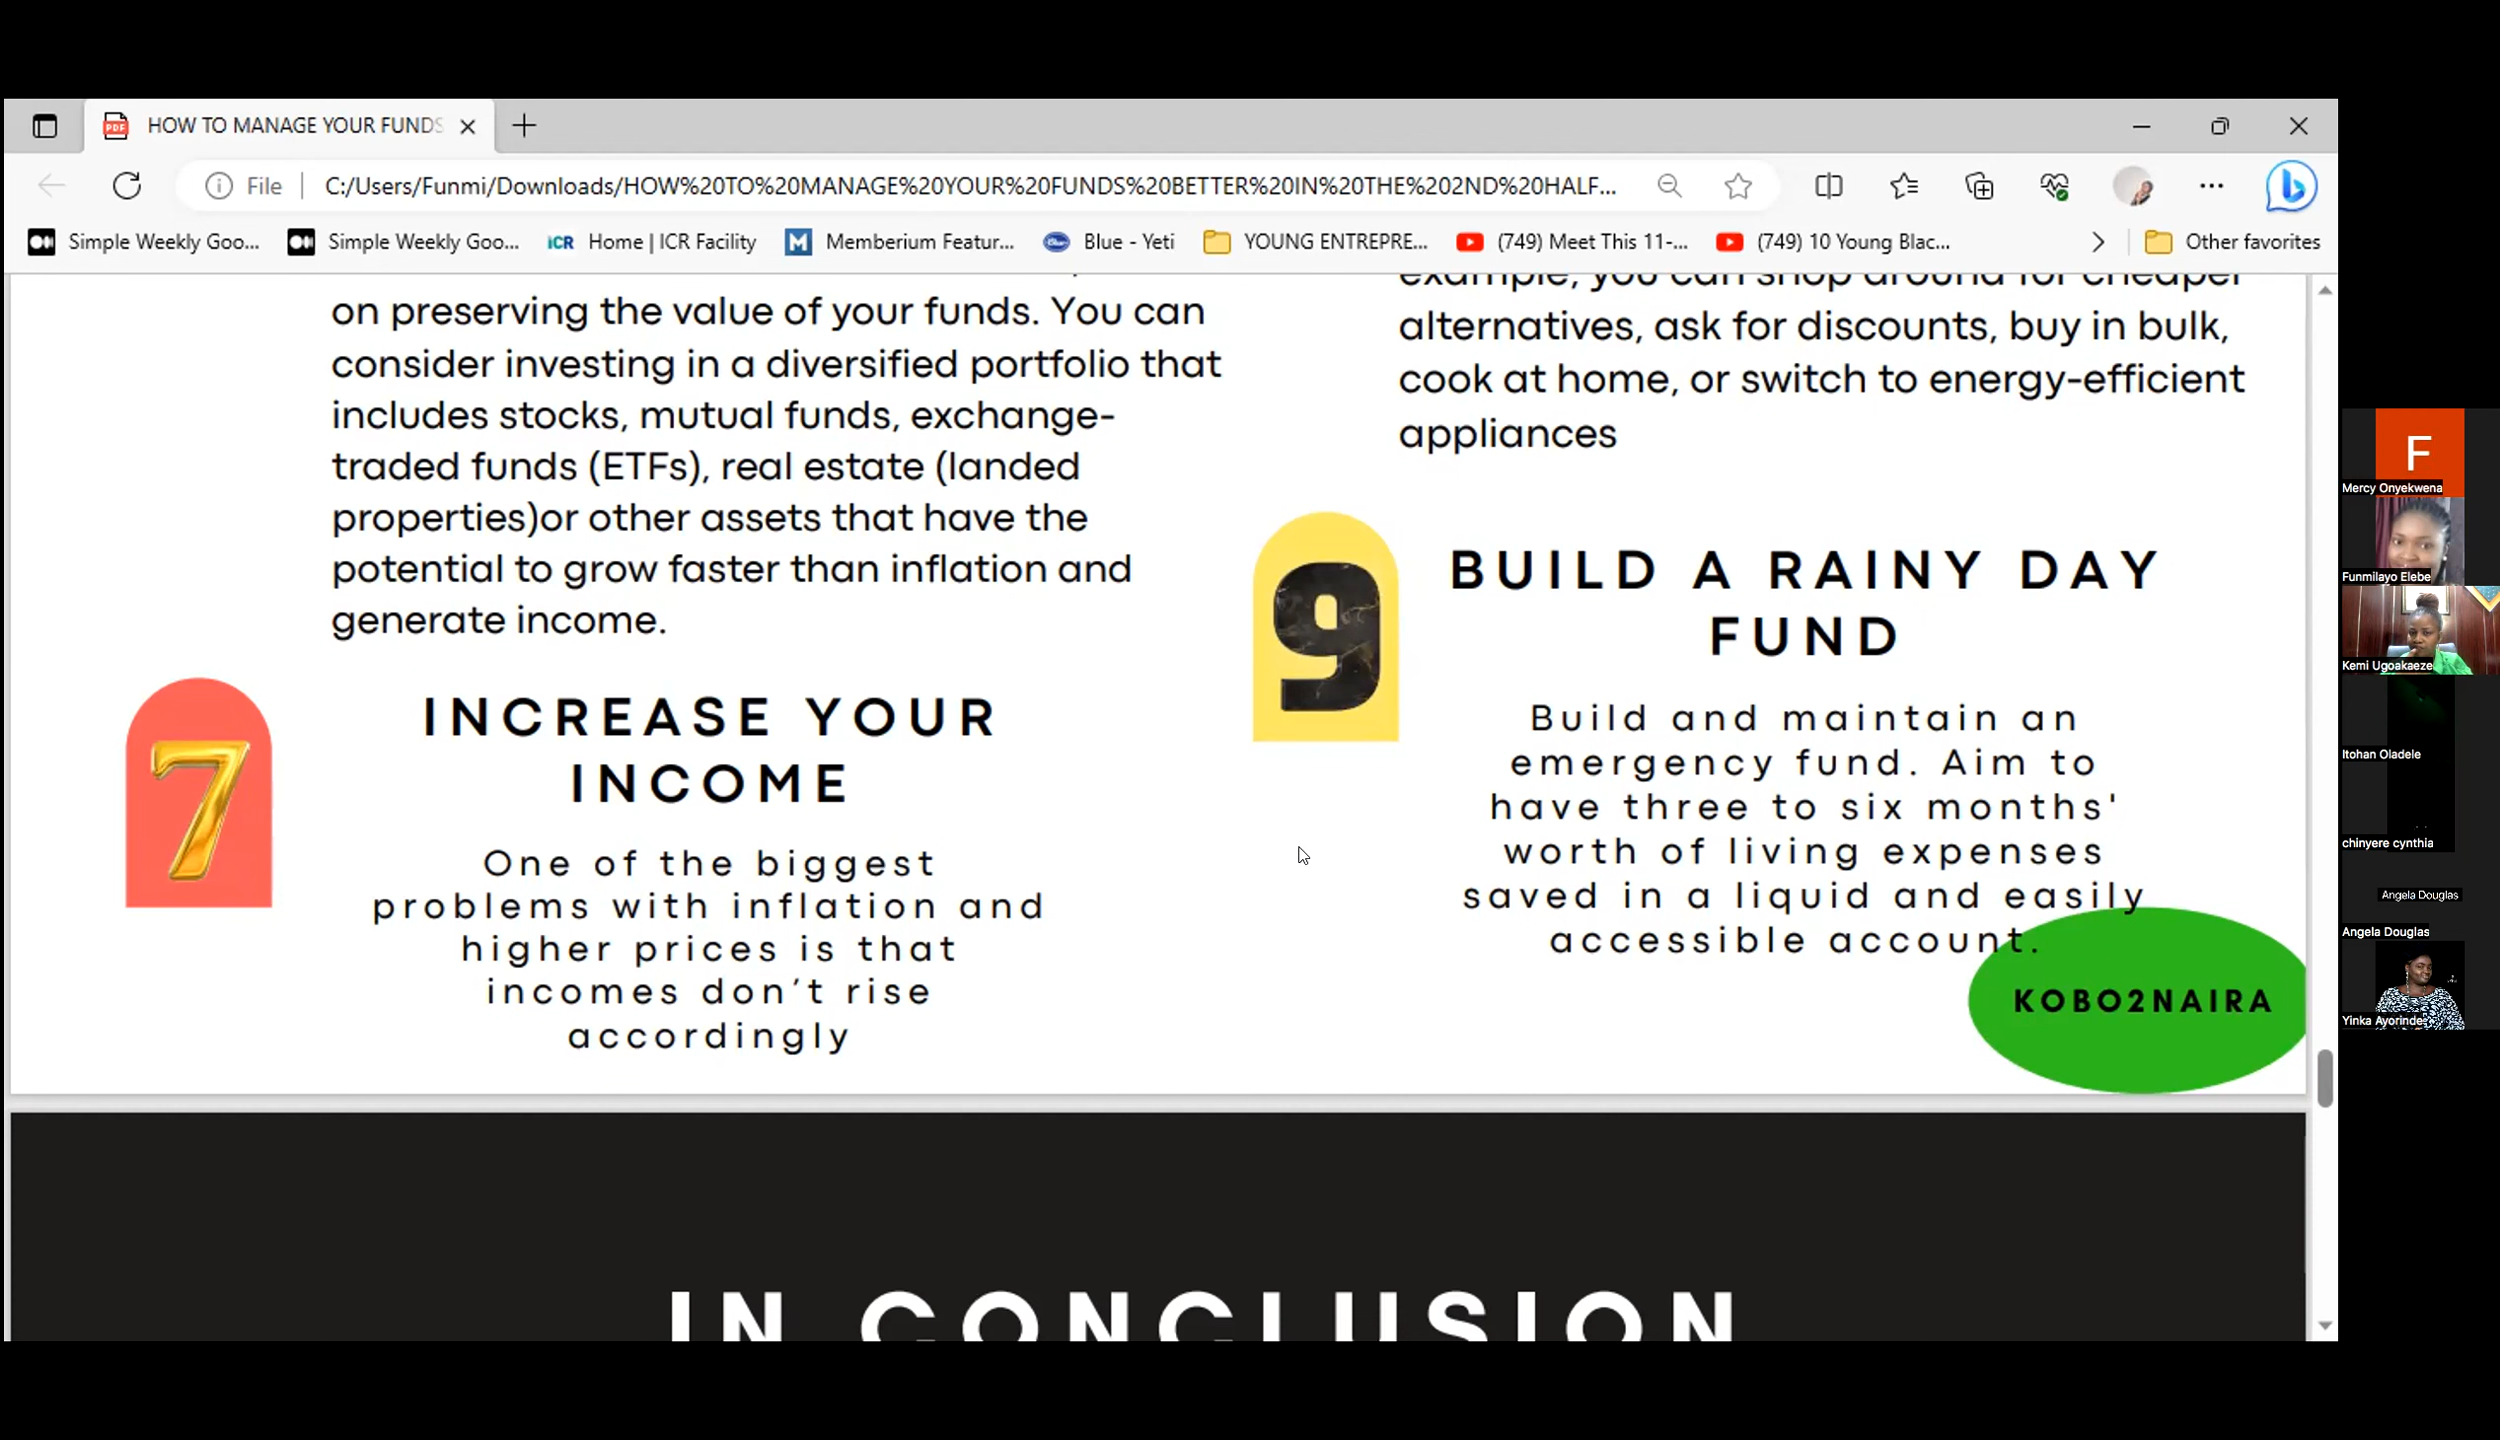 HOW TO MANAGE YOUR FUNDS
File
C:/Users/Funmi/Downloads/HOW%20TO%20MANAGE%20YOUR%20FUNDS%20BETTER%20IN%20THE%202ND%20HALF...
Simple Weekly Goo...
Simple Weekly Goo...
iCR Home | ICR Facility
M Memberium Featur...
Blue - Yeti
YOUNG ENTREPRE...
(749) Meet This 11-...
(749) 10 Young Blac...
Other favorites
on preserving the value of your funds. You can
consider investing in a diversified portfolio that
includes stocks, mutual funds, exchange-
traded funds (ETFs), real estate (landed
properties)or other assets that have the
potential to grow faster than inflation and
generate income.
7
INCREASE YOUR
INCOME
One of the biggest
problems with inflation and
higher prices is that
incomes don't rise
accordingly
example, you can shop around for cheaper
alternatives, ask for discounts, buy in bulk,
cook at home, or switch to energy-efficient
appliances
9
BUILD A RAINY DAY
FUND
Build and maintain an
emergency fund. Aim to
have three to six months'
worth of living expenses
saved in a liquid and easily
accessible account.
KOBO2NAIRA
IN CONCLUSION
F
Mercy Onyekwena
Funmilayo Elebe
Kemi Ugoakaeze
Itohan Oladele
chinyere cynthia
Angela Douglas
Angela Douglas
Yinka Ayorinde